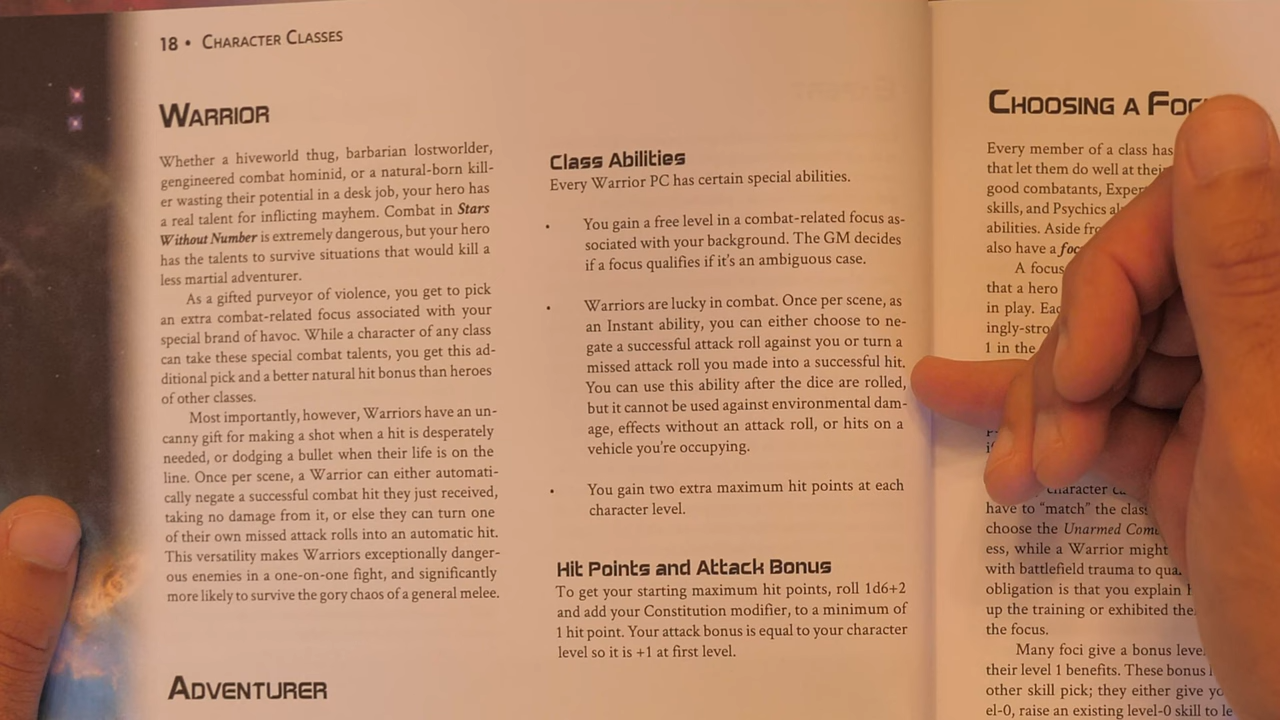 18 • Character Classes
Warrior
Whether a hiveworld thug, barbarian lostworlder,
gengineered combat hominid, or a natural-born kill-
er wasting their potential in a desk job, your hero has
a real talent for inflicting mayhem. Combat in Stars
Without Number is extremely dangerous, but your hero
has the talents to survive situations that would kill a
less martial adventurer.
As a gifted purveyor of violence, you get to pick
an extra combat-related focus associated with your
special brand of havoc. While a character of any class
can take these special combat talents, you get this ad-
ditional pick and a better natural hit bonus than heroes
of other classes.
Most importantly, however, Warriors have an un-
canny gift for making a shot when a hit is desperately
needed, or dodging a bullet when their life is on the
line. Once per scene, a Warrior can either automati-
cally negate a successful combat hit they just received,
taking no damage from it, or else they can turn one
of their own missed attack rolls into an automatic hit.
This versatility makes Warriors exceptionally danger-
ous enemies in a one-on-one fight, and significantly
more likely to survive the gory chaos of a general melee.
Adventurer
Class Abilities
Every Warrior PC has certain special abilities.
• You gain a free level in a combat-related focus as-
sociated with your background. The GM decides
if a focus qualifies if it's an ambiguous case.
• Warriors are lucky in combat. Once per scene, as
an Instant ability, you can either choose to ne-
gate a successful attack roll against you or turn a
missed attack roll you made into a successful hit.
You can use this ability after the dice are rolled,
but it cannot be used against environmental dam-
age, effects without an attack roll, or hits on a
vehicle you're occupying.
• You gain two extra maximum hit points at each
character level.
Hit Points and Attack Bonus
To get your starting maximum hit points, roll 1d6+2
and add your Constitution modifier, to a minimum of
1 hit point. Your attack bonus is equal to your character
level so it is +1 at first level.
Choosing a
Every member of a class has
that let them do well at their
good combatants,
skills, and Psychics
abilities. Aside
also have a
A focus
that a hero
in play.
1 in the
character
have to "match" the
choose the Unarmed
ess, while a Warrior might
with battlefield trauma to
obligation is that you explain
up the training or exhibited
the focus.
Many foci give a bonus
their level 1 benefits. These bonus
other skill pick; they either give
el-0, raise an existing level-0 skill to